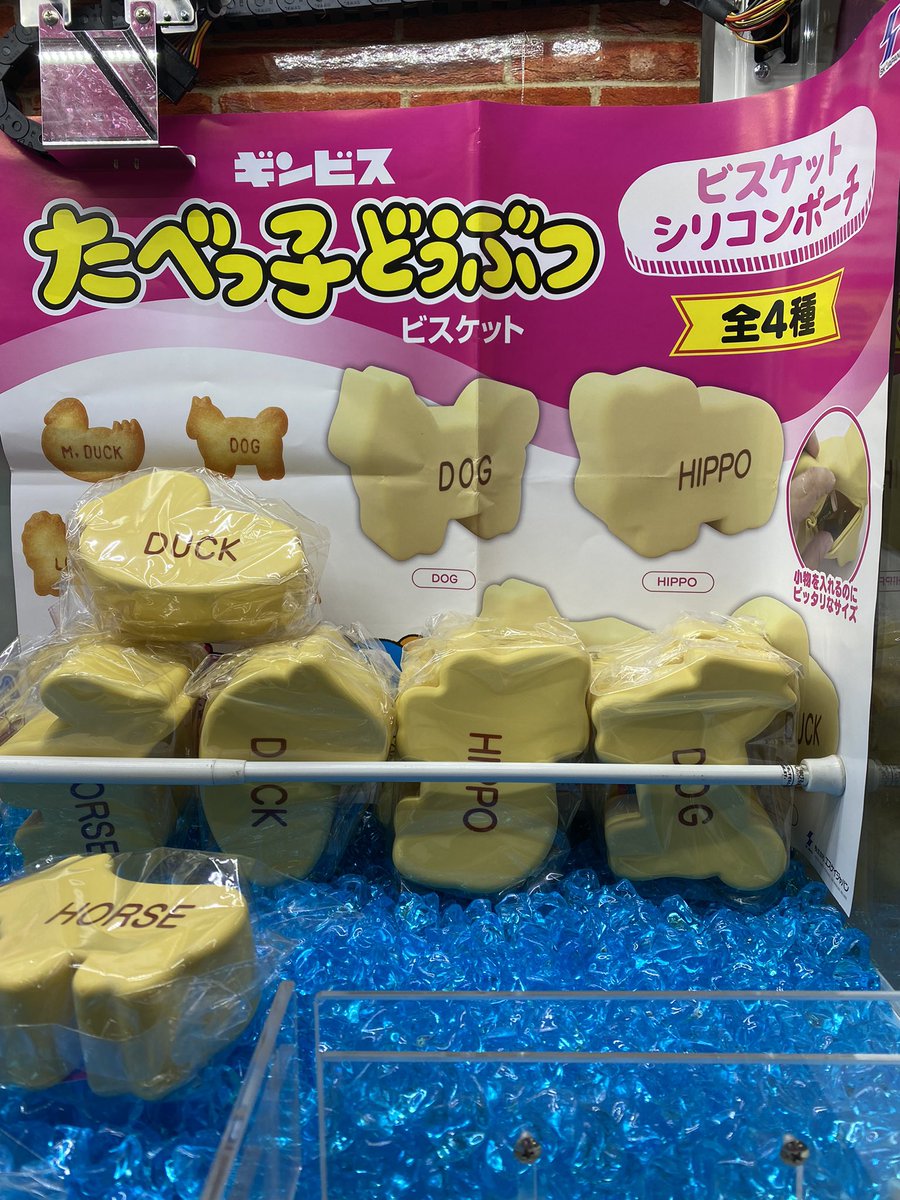 ギンビス
たべっ子どうぶつ
ビスケット
ビスケット
シリコンポーチ
全4種
M. DUCK
DOG
DOG
HIPPO
DOG
HIPPO
小物を入れるのに
ピッタリなサイズ
DUCK
HORSE
DUCK
HIPPO
DOG
DUCK
HORSE